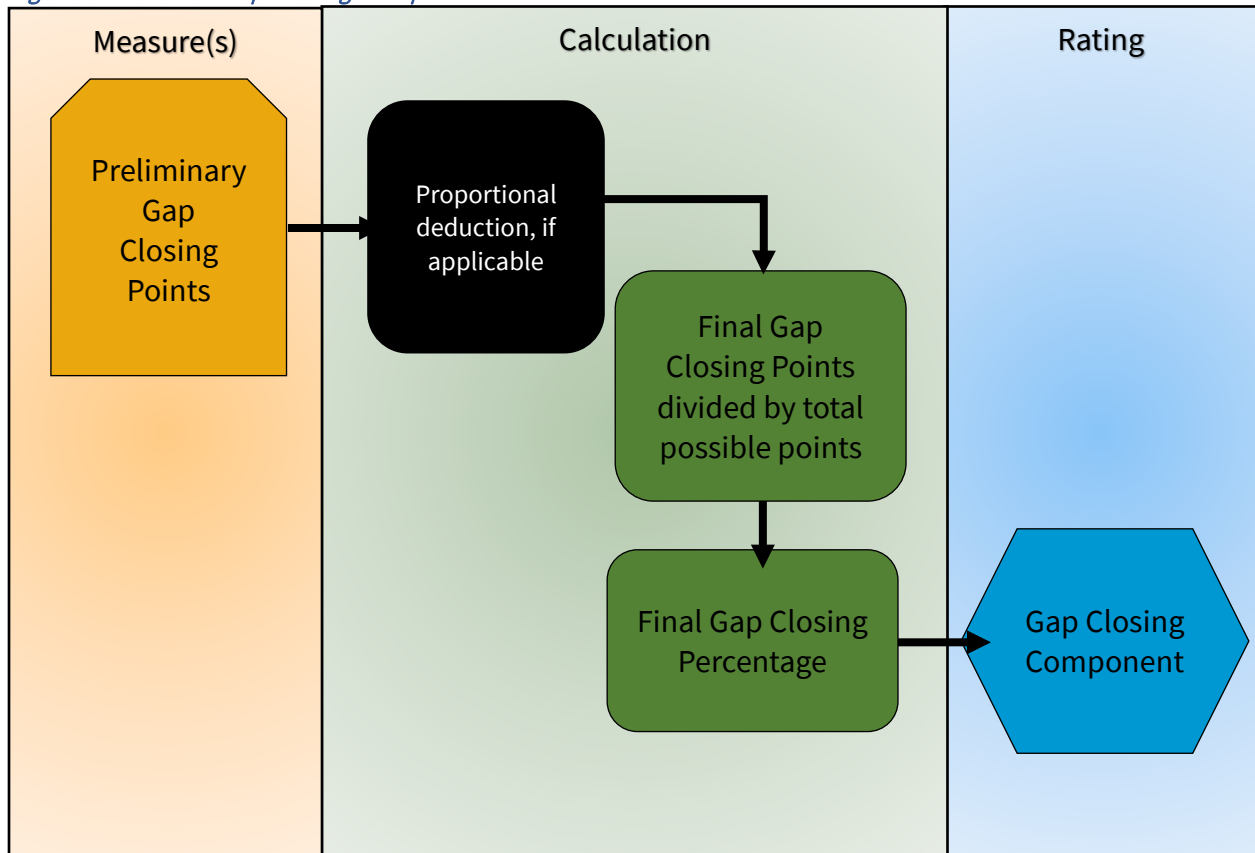 Measure(s)
Calculation
Rating
Preliminary
Gap
Closing
Points
Proportional
deduction, if
applicable
Final Gap
Closing Points
divided by total
possible points
Final Gap Closing
Percentage
Gap Closing
Component